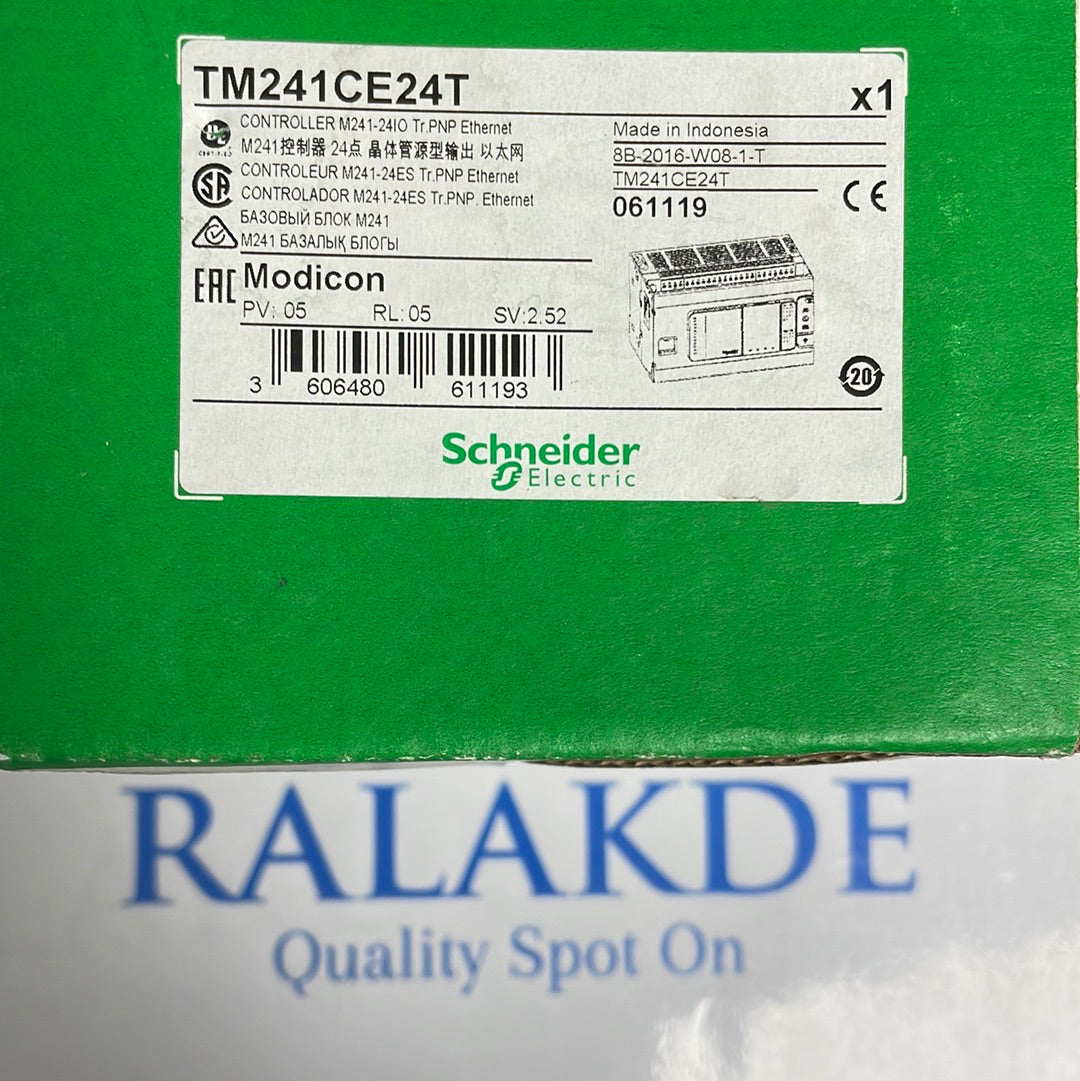 TM241CE24T
x1
CONTROLLER M241-24IO Tr.PNP Ethernet
M241控制器 24点 晶体管源型输出 以太网
CONTROLEUR M241-24ES Tr.PNP Ethernet
CONTROLADOR M241-24ES Tr.PNP. Ethernet
БАЗОВЫЙ БЛОК M241
M241 БАЗАЛЫҚ БЛОГЫ
Made in Indonesia
8B-2016-W08-1-T
TM241CE24T
061119
CE
SA
EAC
Modicon
PV: 05 RL: 05 SV:2.52
3 606480 611193
20
Schneider
Electric
RALAKDE
Quality Spot On